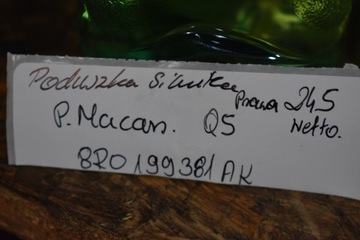 Poduszka Silnika Prawa 245
P. Macan. Q5 Netto.
8R0199381AK